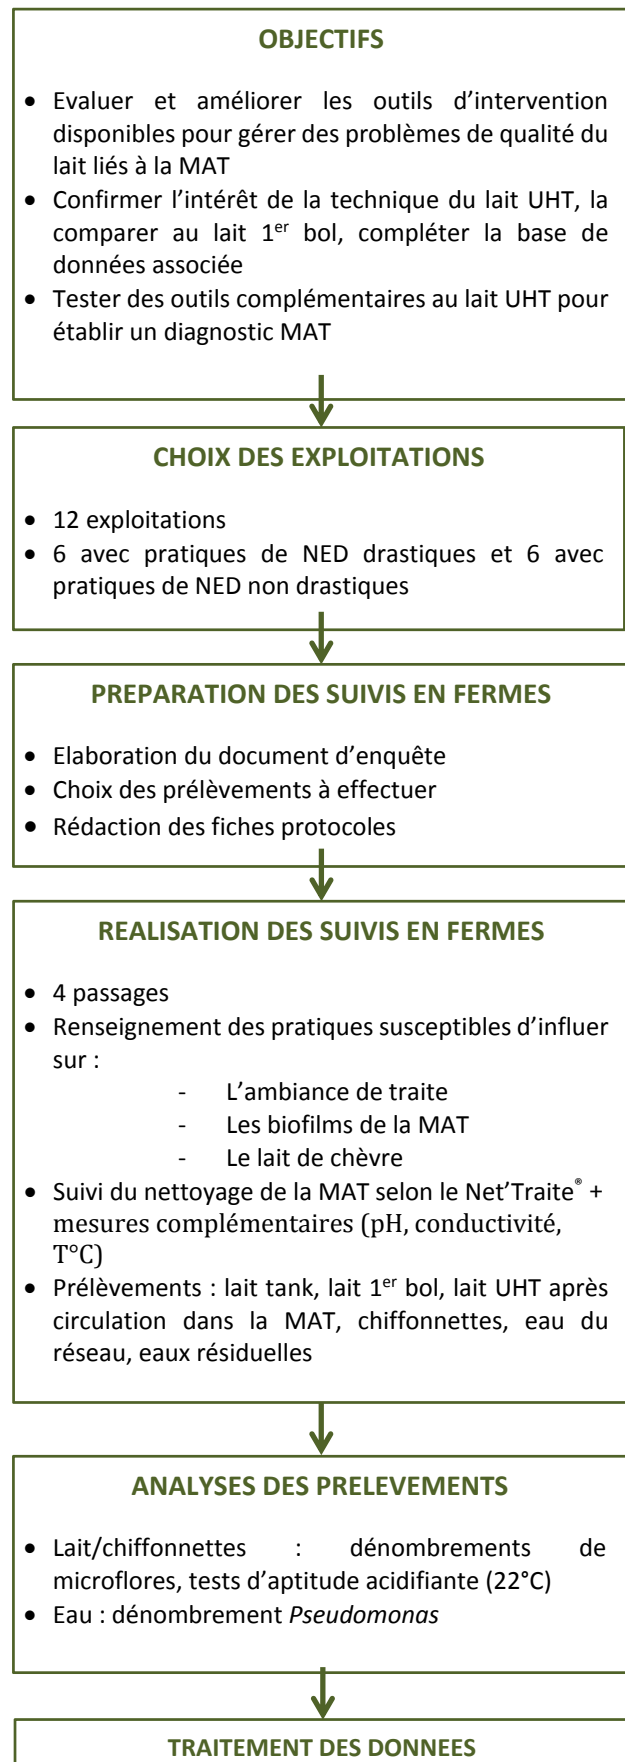 OBJECTIFS
• Evaluer et améliorer les outils d’intervention
disponibles pour gérer des problèmes de qualité du
lait liés à la MAT
• Confirmer l’intérêt de la technique du lait UHT, la
comparer au lait 1er bol, compléter la base de
données associée
• Tester des outils complémentaires au lait UHT pour
établir un diagnostic MAT
CHOIX DES EXPLOITATIONS
• 12 exploitations
• 6 avec pratiques de NED drastiques et 6 avec
pratiques de NED non drastiques
PREPARATION DES SUIVIS EN FERMES
• Elaboration du document d’enquête
• Choix des prélèvements à effectuer
• Rédaction des fiches protocoles
REALISATION DES SUIVIS EN FERMES
• 4 passages
• Renseignement des pratiques susceptibles d’influer
sur :
- L’ambiance de traite
- Les biofilms de la MAT
- Le lait de chèvre
• Suivi du nettoyage de la MAT selon le Net’Traite® +
mesures complémentaires (pH, conductivité,
T°C)
• Prélèvements : lait tank, lait 1er bol, lait UHT après
circulation dans la MAT, chiffonnettes, eau du
réseau, eaux résiduelles
ANALYSES DES PRELEVEMENTS
• Lait/chiffonnettes : dénombrements de
microflores, tests d’aptitude acidifiante (22°C)
• Eau : dénombrement Pseudomonas
TRAITEMENT DES DONNEES